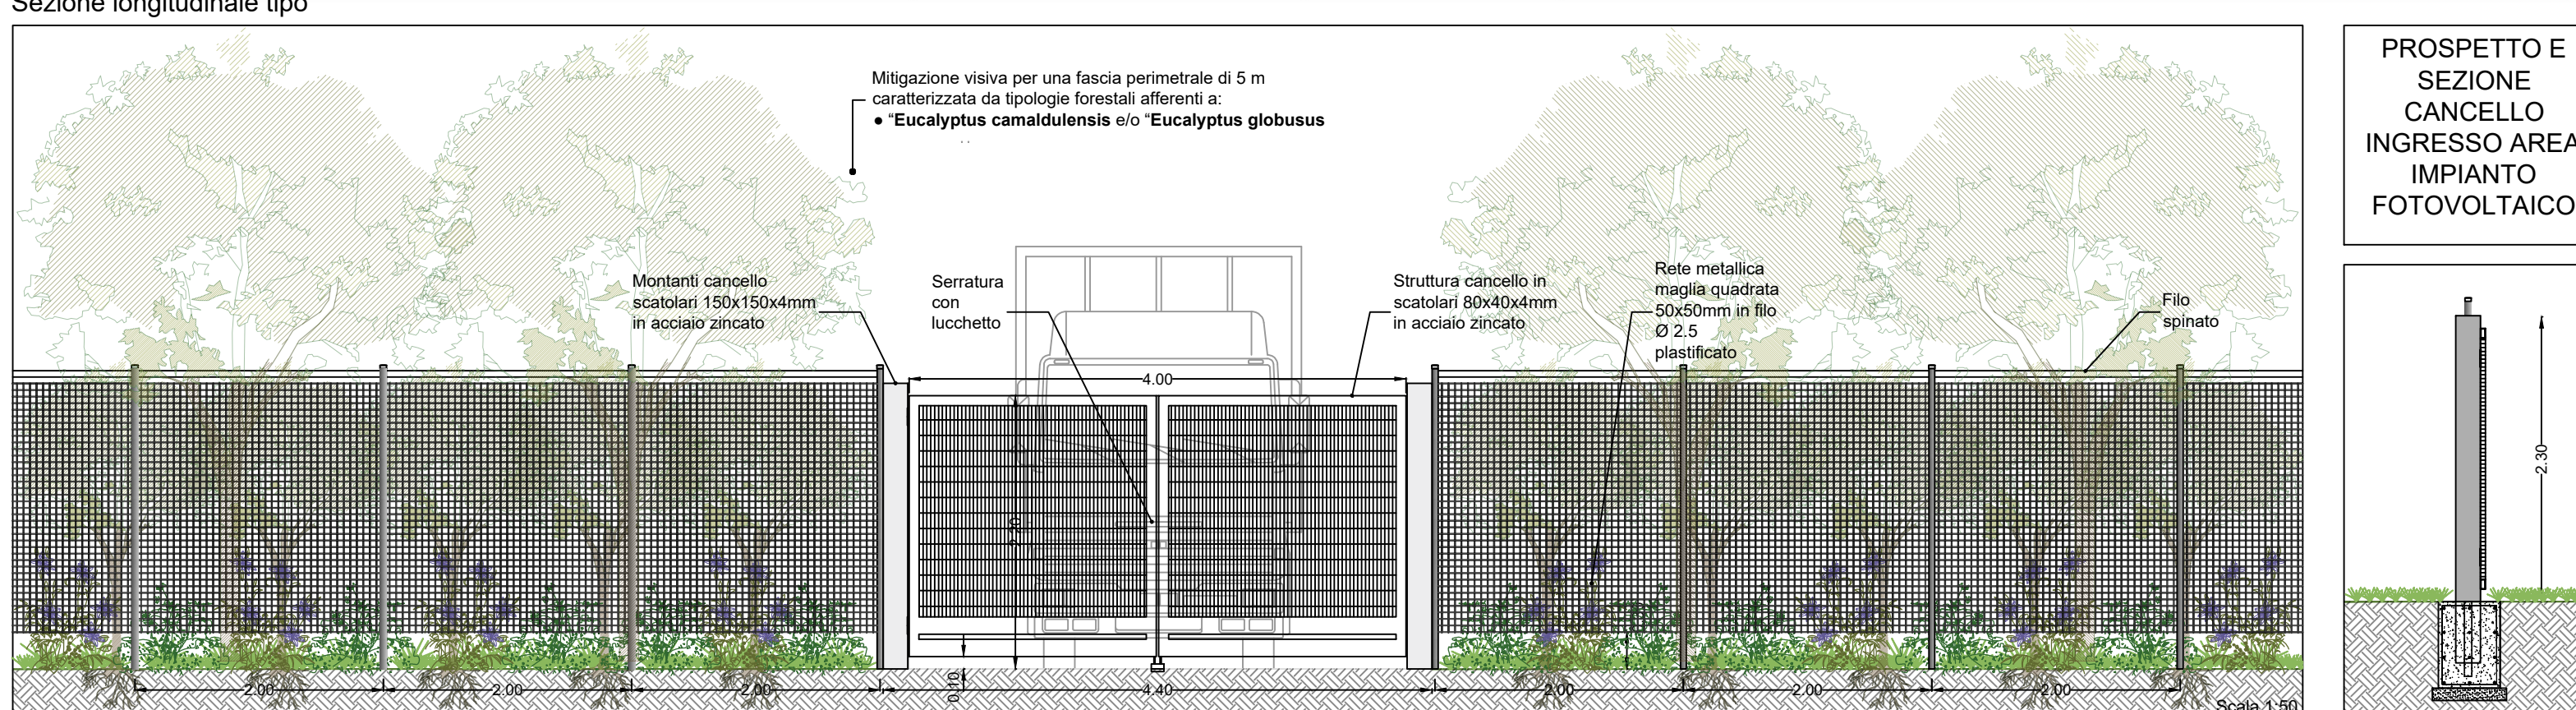 Sezione longitudinale tipo
Mitigazione visiva per una fascia perimetrale di 5 m
caratterizzata da tipologie forestali afferenti a:
● “Eucalyptus camaldulensis e/o “Eucalyptus globusus
Montanti cancello
scatolari 150x150x4mm
in acciaio zincato
Serratura
con
lucchetto
Struttura cancello in
scatolari 80x40x4mm
in acciaio zincato
Rete metallica
maglia quadrata
50x50mm in filo
Ø 2.5
plastificato
Filo
spinato
4.00
2.00
2.00
2.00
0.10
4.40
2.00
2.00
2.00
Scala 1:50
PROSPETTO E
SEZIONE
CANCELLO
INGRESSO AREA
IMPIANTO
FOTOVOLTAICO
2.30